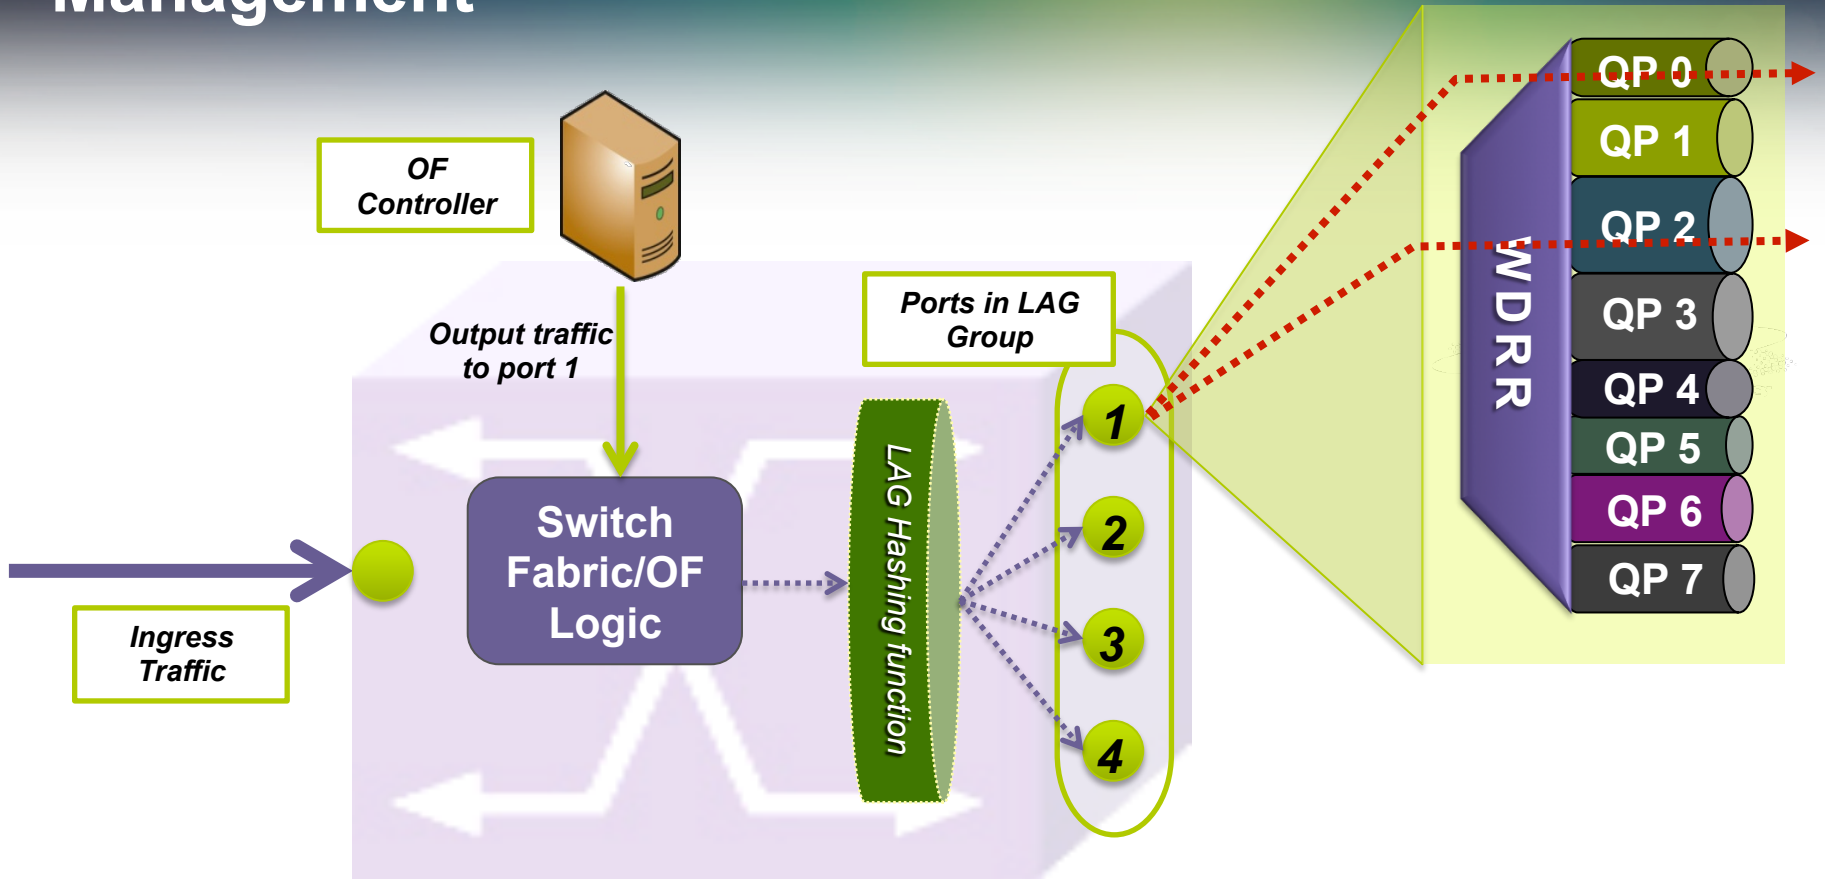 Management
OF
Controller
Output traffic
to port 1
Ports in LAG
Group
Ingress
Traffic
Switch
Fabric/OF
Logic
LAG Hashing function
1
2
3
4
WDRR
QP 0
QP 1
QP 2
QP 3
QP 4
QP 5
QP 6
QP 7